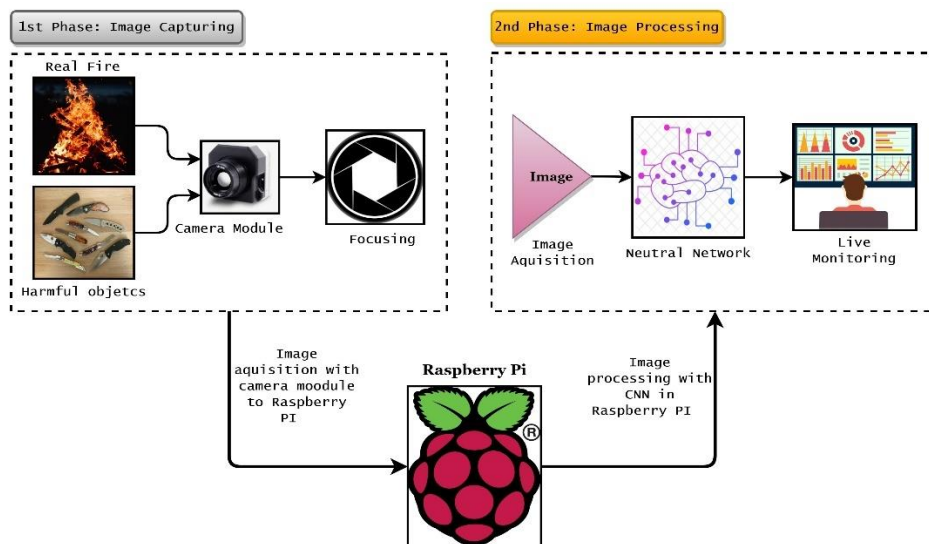 1st Phase: Image Capturing
Real Fire
Harmful objetcs
Camera Module
Focusing
2nd Phase: Image Processing
Image
Image
Aquisition
Neutral Network
Live
Monitoring
Image
aquisition with
camera moodule
to Raspberry
PI
Raspberry Pi
®
Image
processing with
CNN in
Raspberry PI